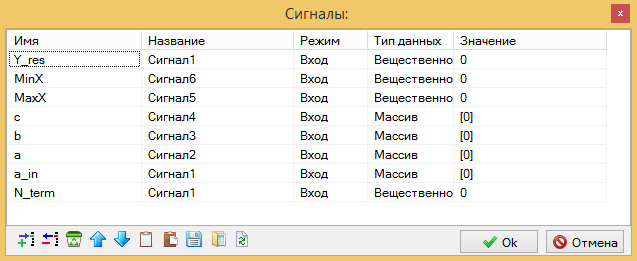 Сигналы:
Имя Название Режим Тип данных Значение
Y_res Сигнал1 Вход Вещественно 0
MinX Сигнал6 Вход Вещественно 0
MaxX Сигнал5 Вход Вещественно 0
c Сигнал4 Вход Массив [0]
b Сигнал3 Вход Массив [0]
a Сигнал2 Вход Массив [0]
a_in Сигнал1 Вход Массив [0]
N_term Сигнал1 Вход Вещественно 0
Ok Отмена